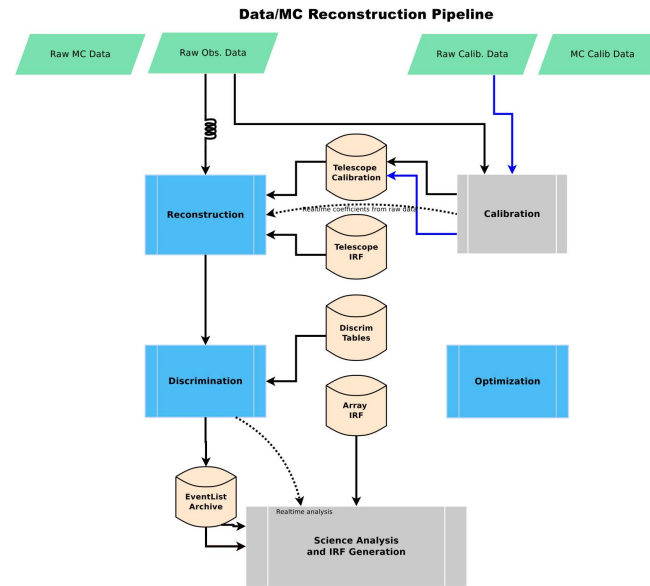 Data/MC Reconstruction Pipeline
Raw MC Data
Raw Obs. Data
Raw Calib. Data
MC Calib Data
Telescope
Calibration
Reconstruction
Realtime coefficients from raw data
Calibration
Telescope
IRF
Discrim
Tables
Discrimination
Optimization
Array
IRF
EventList
Archive
Realtime analysis
Science Analysis
and IRF Generation